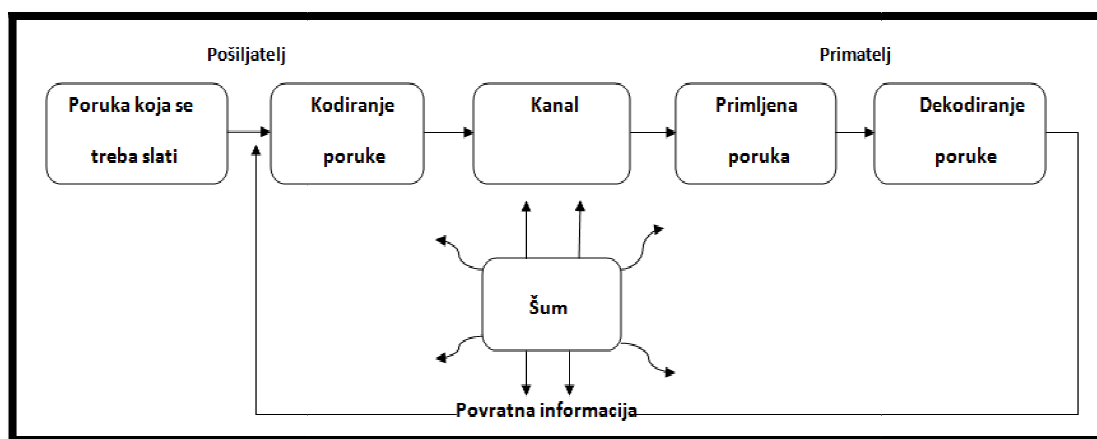 Pošiljatelj
Primatelj
Poruka koja se
treba slati
Kodiranje
poruke
Kanal
Primljena
poruka
Dekodiranje
poruke
Šum
Povratna informacija